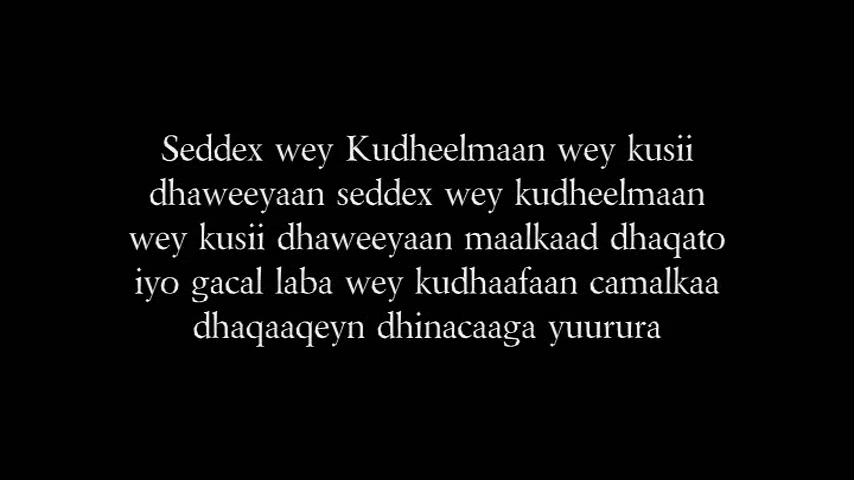 Seddex wey Kudheelmaan wey kusii
dhaweeyaan seddex wey kudheelmaan
wey kusii dhaweeyaan maalkaad dhaqato
iyo gacal laba wey kudhaafaan camalkaa
dhaqaaqeyn dhinacaaga yuurura